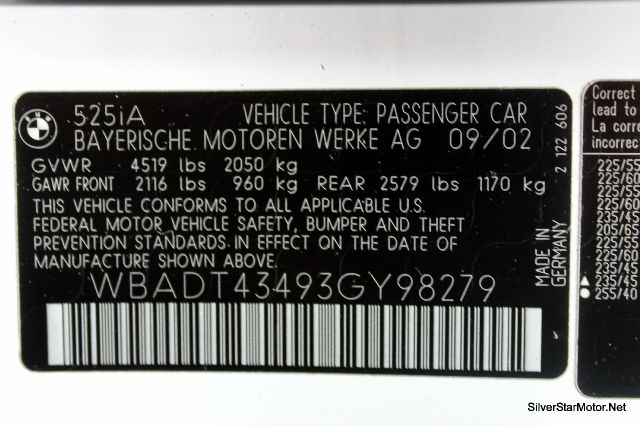 BMW
525iA VEHICLE TYPE: PASSENGER CAR
BAYERISCHE MOTOREN WERKE AG 09/02
GVWR 4519 lbs 2050 kg
GAWR FRONT 2116 lbs 960 kg REAR 2579 lbs 1170 kg
THIS VEHICLE CONFORMS TO ALL APPLICABLE U.S.
FEDERAL MOTOR VEHICLE SAFETY, BUMPER AND THEFT
PREVENTION STANDARDS IN EFFECT ON THE DATE OF
MANUFACTURE SHOWN ABOVE.
WBADT43493GY98279
2 122 606
MADE IN
GERMANY
Correct
lead to
La corre
incorrec
225/55
225/60
225/55
225/60
235/45
205/65
225/55
225/60
235/45
235/45
255/40
SilverStarMotor.Net